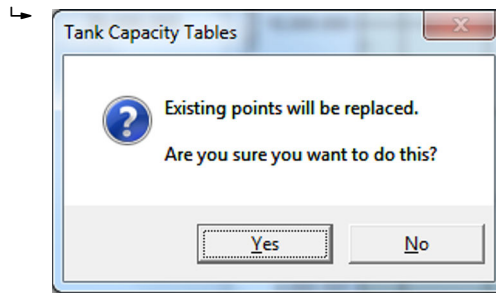 Tank Capacity Tables
Existing points will be replaced.
Are you sure you want to do this?
Yes
No